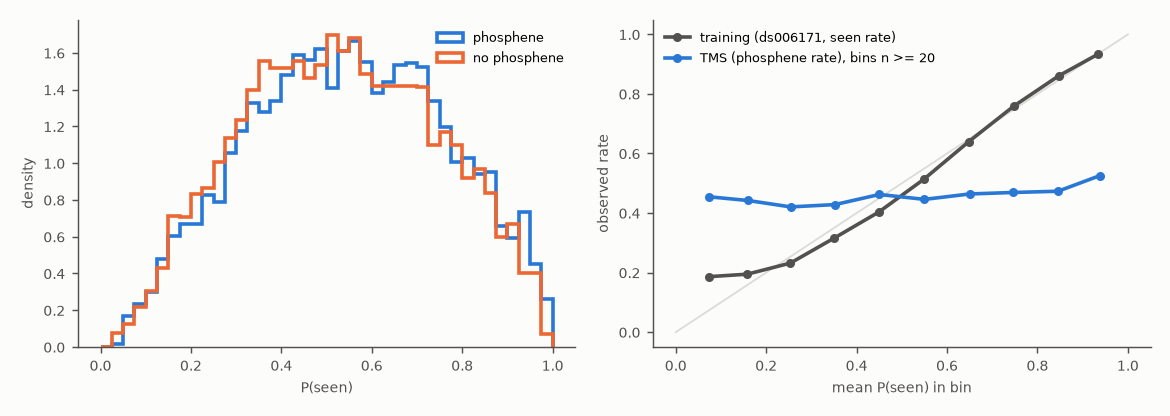 phosphene
no phosphene
1.6
1.4
1.2
1.0
0.8
0.6
0.4
0.2
0.0
density
0.0 0.2 0.4 0.6 0.8 1.0
P(seen)
training (ds006171, seen rate)
TMS (phosphene rate), bins n >= 20
1.0
0.8
0.6
0.4
0.2
0.0
observed rate
0.0 0.2 0.4 0.6 0.8 1.0
mean P(seen) in bin